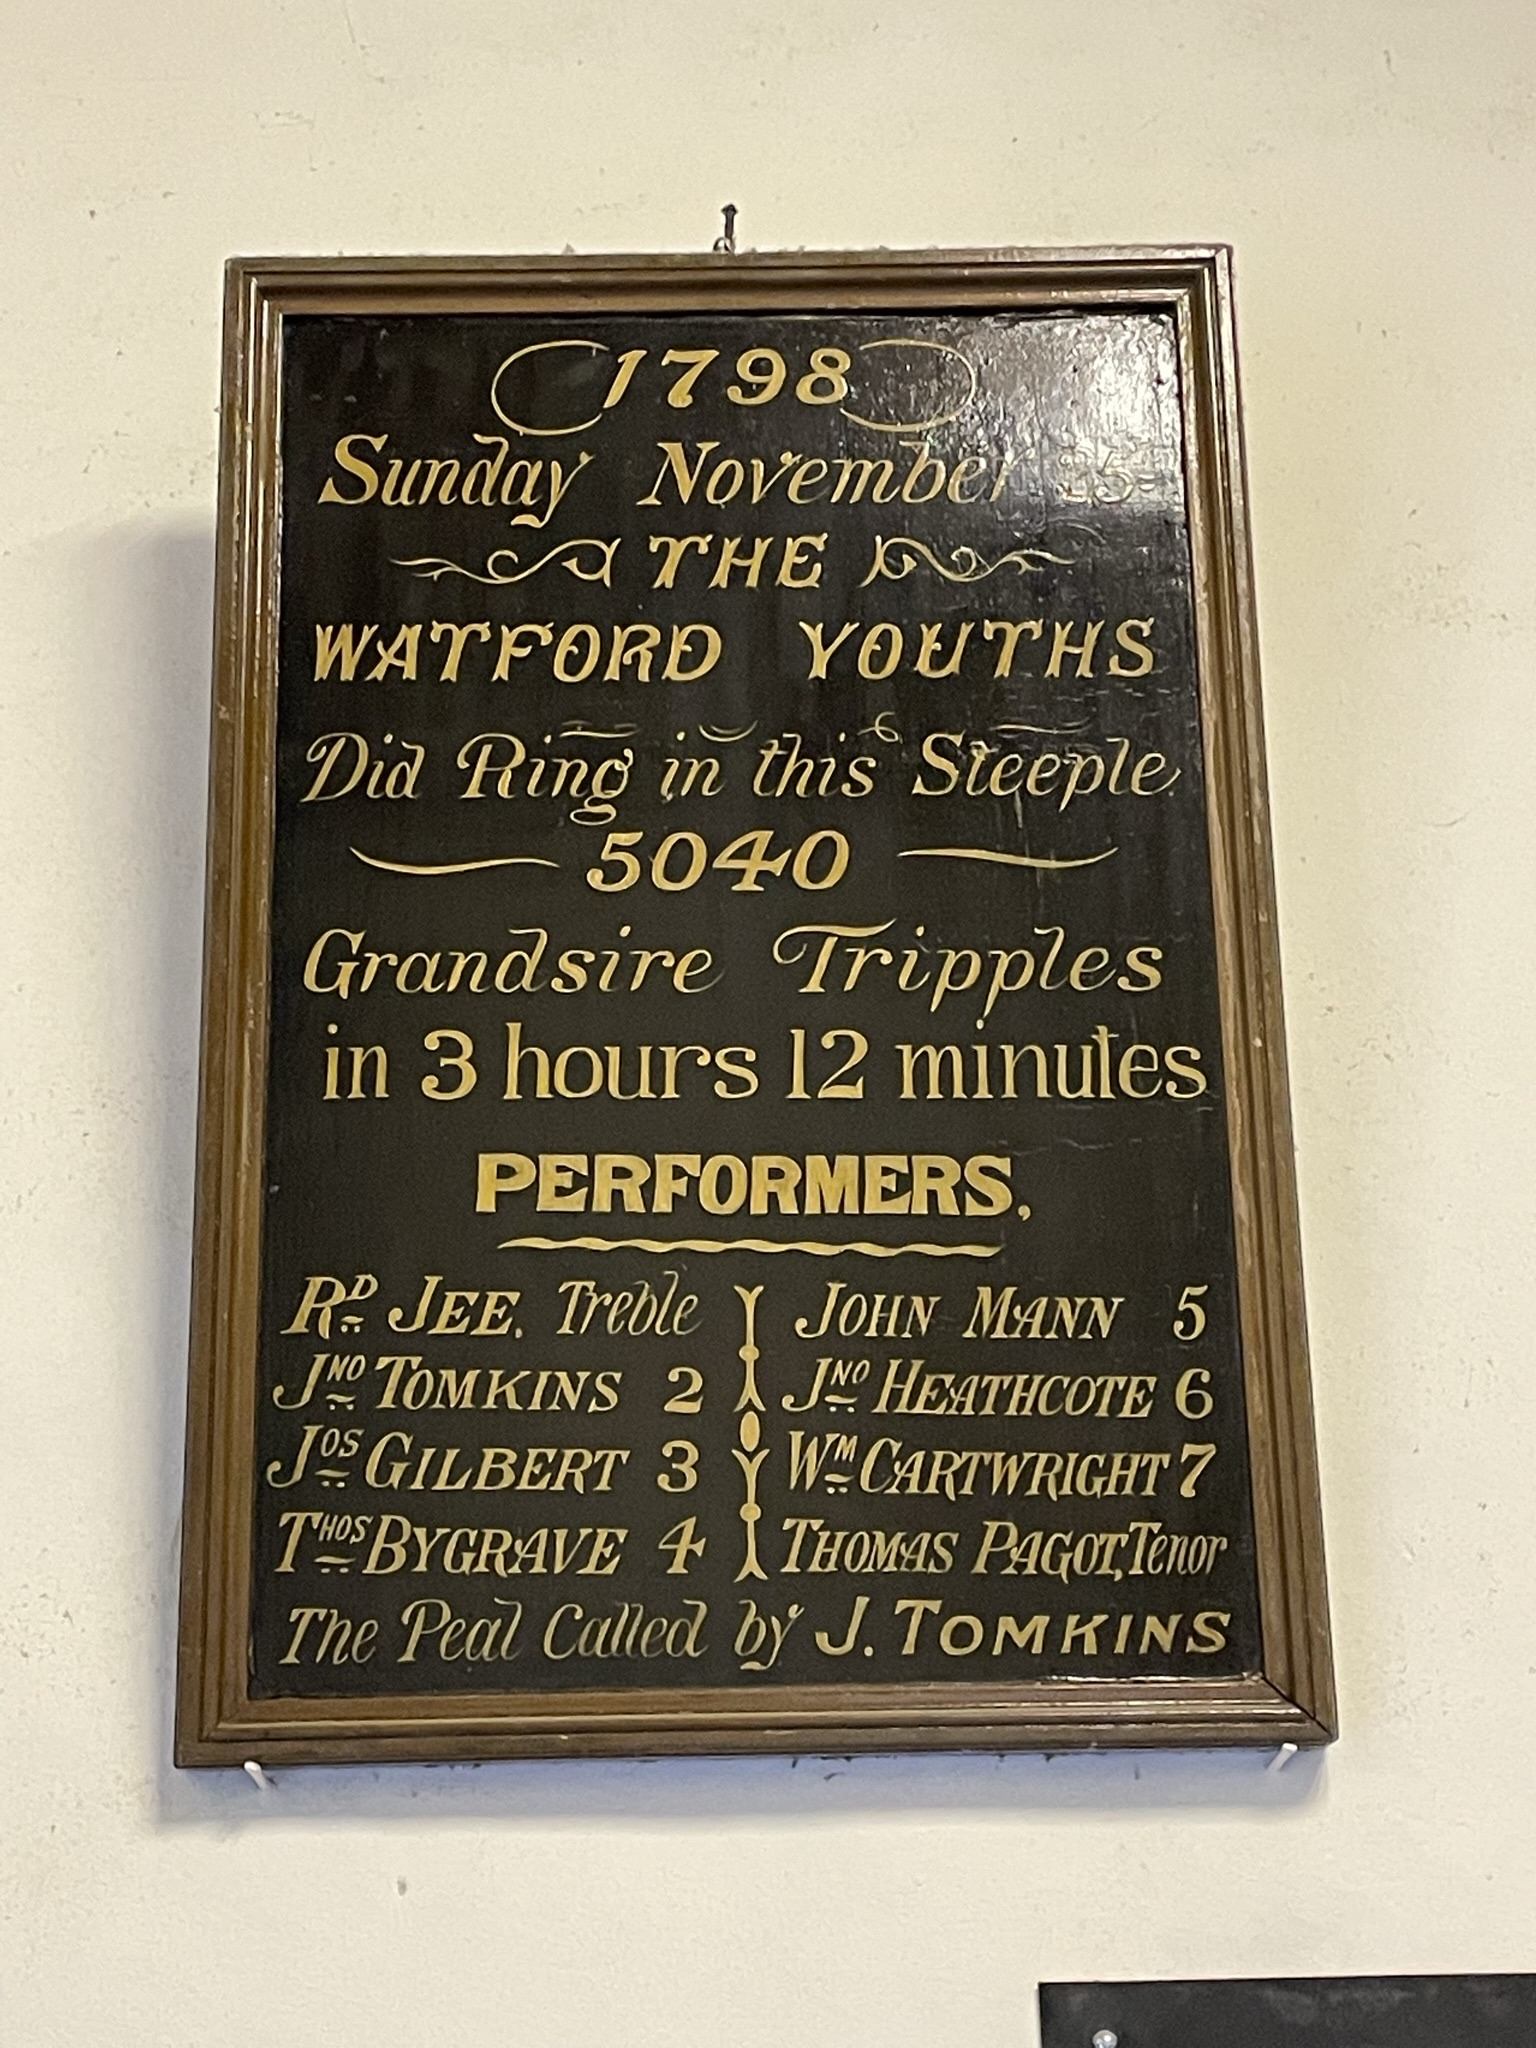 1798
Sunday November 25
THE
WATFORD YOUTHS
Did Ring in this Steeple
5040
Grandsire Tripples
in 3 hours 12 minutes
PERFORMERS,
RD JEE, Treble
JNO TOMKINS 2
JOS GILBERT 3
THOS BYGRAVE 4
JOHN MANN 5
JNO HEATHCOTE 6
WM CARTWRIGHT 7
THOMAS PAGOT, Tenor
The Peal Called by J. TOMKINS